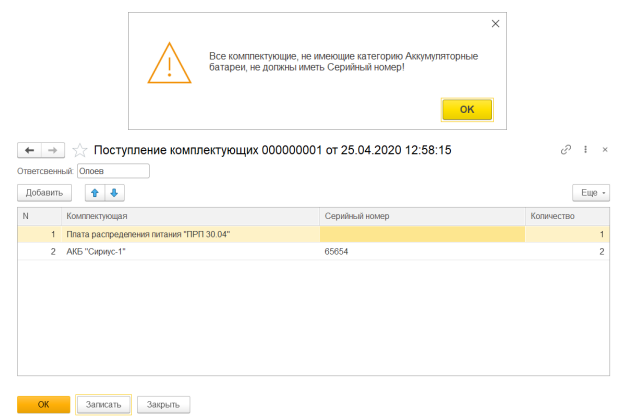 Все комплектующие, не имеющие категорию Аккумуляторные
батареи, не должны иметь Серийный номер!
OK
Поступление комплектующих 000000001 от 25.04.2020 12:58:15
Ответсвенный: Опоев
Добавить Еще
N Комплектующая Серийный номер Количество
1 Плата распределения питания "ПРП 30.04" 1
2 АКБ "Сириус-1" 65654 2
ОК Записать Закрыть